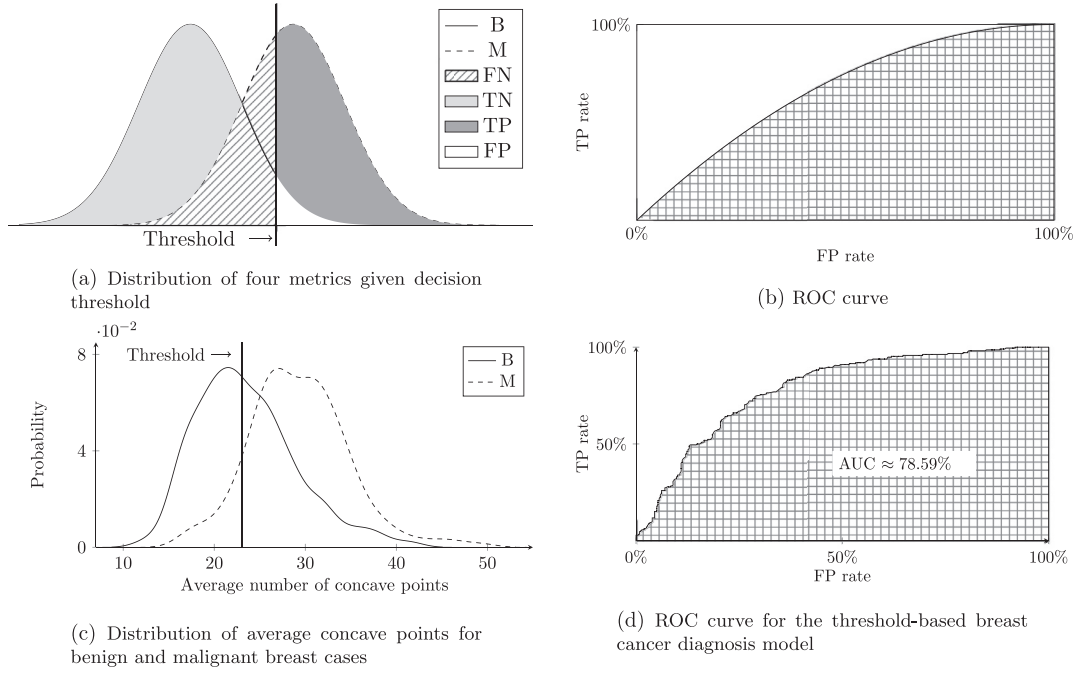 B
M
FN
TN
TP
FP
Threshold →
(a) Distribution of four metrics given decision
threshold
100%
TP rate
0%
100%
FP rate
(b) ROC curve
·10⁻²
8
4
0
Probability
Threshold →
B
M
10 20 30 40 50
Average number of concave points
(c) Distribution of average concave points for
benign and malignant breast cases
100%
50%
TP rate
AUC ≈ 78.59%
0% 50% 100%
FP rate
(d) ROC curve for the threshold-based breast
cancer diagnosis model